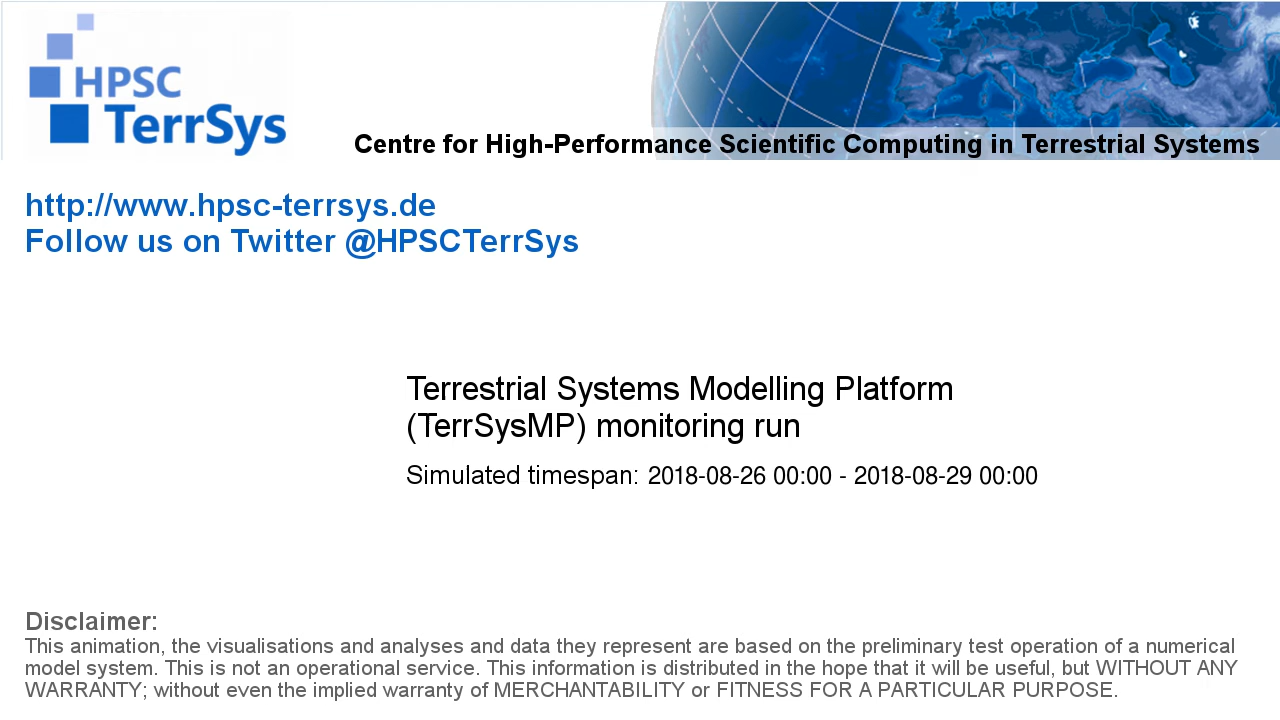 HPSC
TerrSys
Centre for High-Performance Scientific Computing in Terrestrial Systems
http://www.hpsc-terrsys.de
Follow us on Twitter @HPSCTerrSys
Terrestrial Systems Modelling Platform
(TerrSysMP) monitoring run
Simulated timespan: 2018-08-26 00:00 - 2018-08-29 00:00
Disclaimer:
This animation, the visualisations and analyses and data they represent are based on the preliminary test operation of a numerical
model system. This is not an operational service. This information is distributed in the hope that it will be useful, but WITHOUT ANY
WARRANTY; without even the implied warranty of MERCHANTABILITY or FITNESS FOR A PARTICULAR PURPOSE.